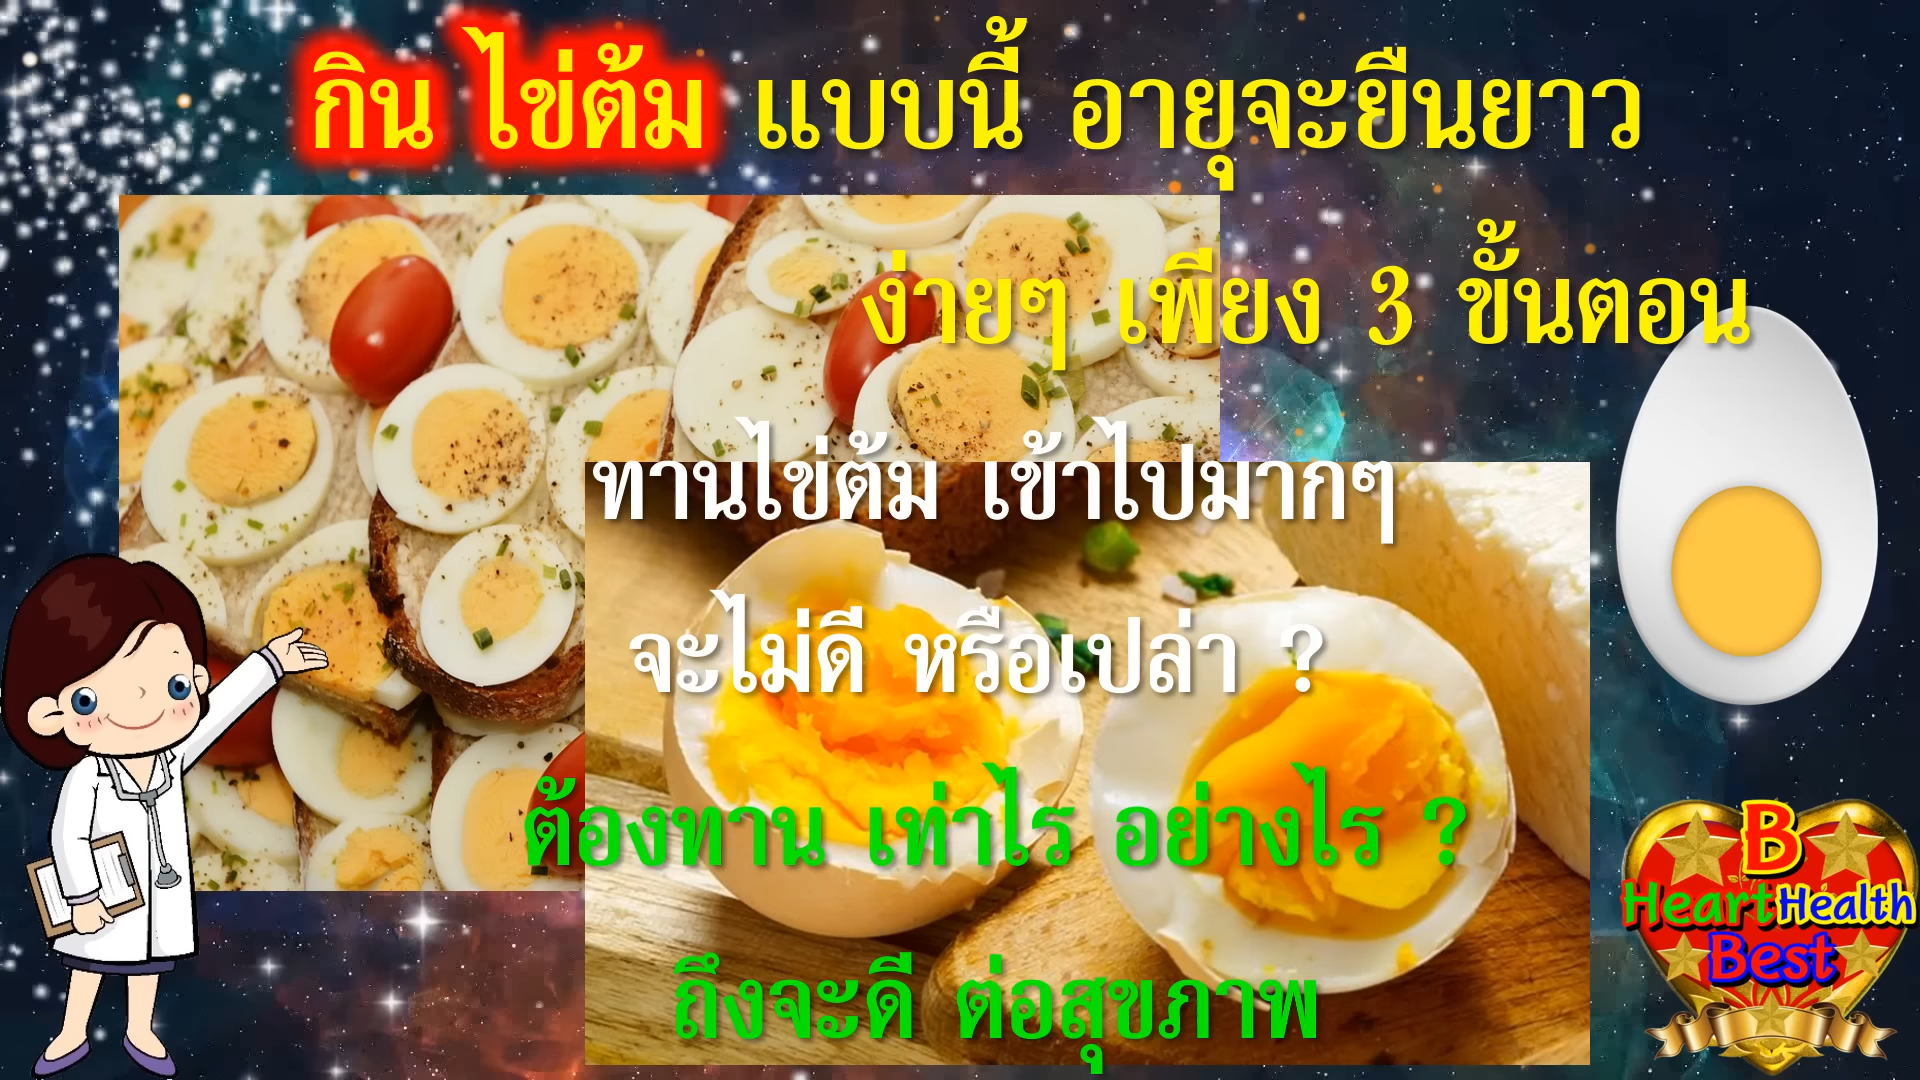 กิน ไข่ต้ม แบบนี้ อายุจะยืนยาว
ง่ายๆ เพียง 3 ขั้นตอน
ทานไข่ต้ม เข้าไปมากๆ
จะไม่ดี หรือเปล่า ?
ต้องทาน เท่าไร อย่างไร ?
ถึงจะดี ต่อสุขภาพ
B
HeartHealth
Best